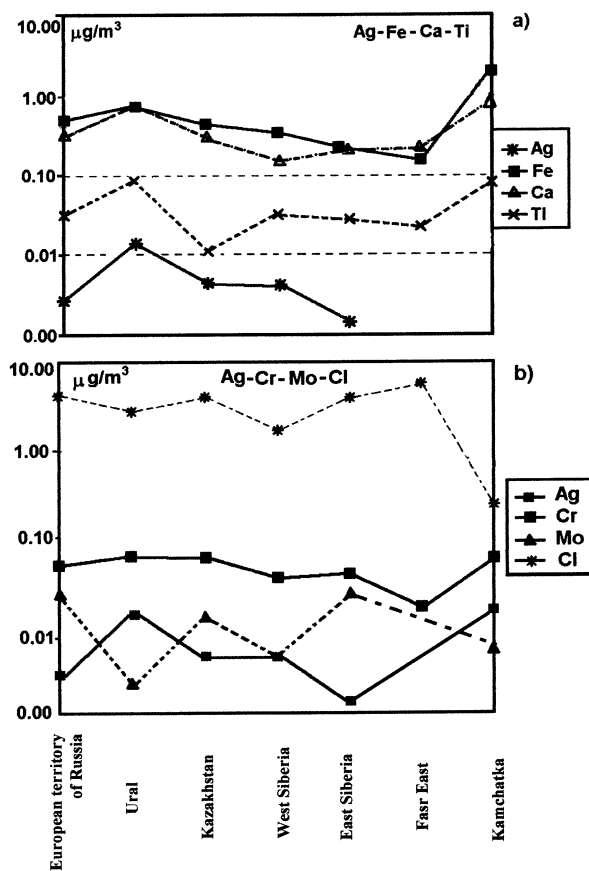 10.00
µg/m³
Ag-Fe-Ca-Ti
a)
1.00
0.10
0.01
0.00
Ag
Fe
Ca
TI
10.00
µg/m³
Ag-Cr-Mo-Cl
b)
1.00
0.10
0.01
0.00
Ag
Cr
Mo
Cl
European territory
of Russia
Ural
Kazakhstan
West Siberia
East Siberia
Fasr East
Kamchatka